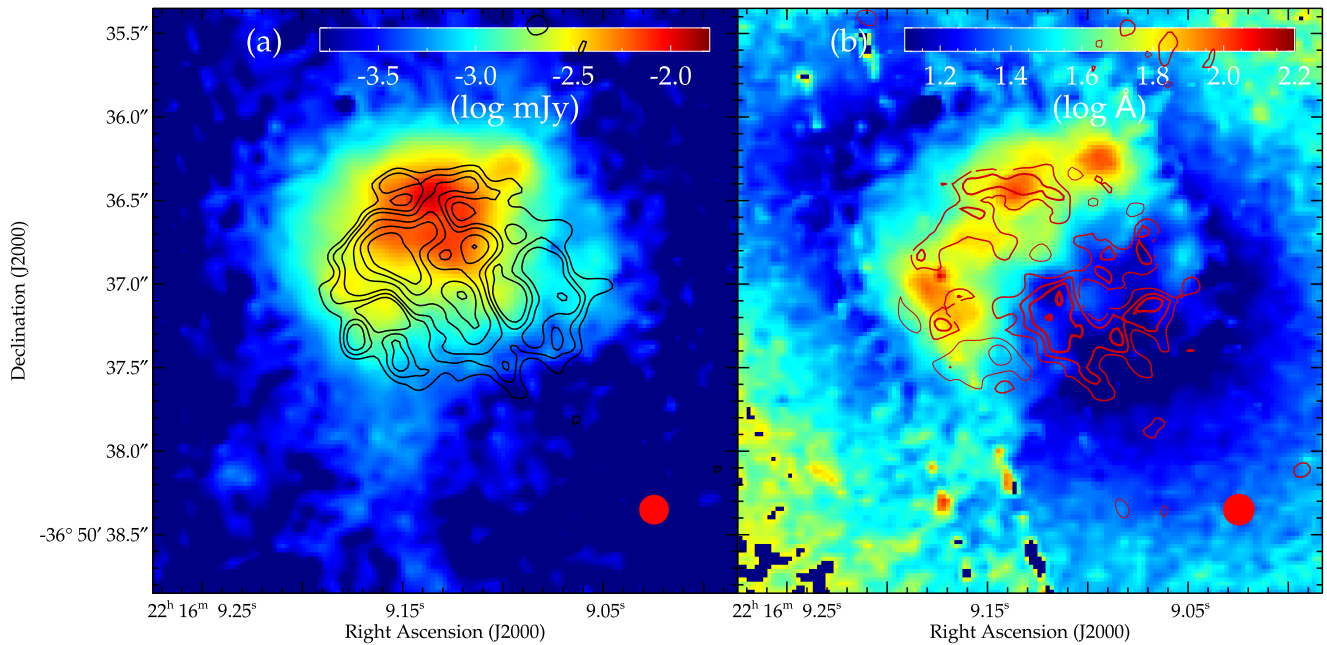 (a)
-3.5 -3.0 -2.5 -2.0
(log mJy)
(b)
1.2 1.4 1.6 1.8 2.0 2.2
(log Å)
Declination (J2000)
35.5″
36.0″
36.5″
37.0″
37.5″
38.0″
-36° 50′ 38.5″
22ʰ 16ᵐ 9.25ˢ 9.15ˢ 9.05ˢ
Right Ascension (J2000)
22ʰ 16ᵐ 9.25ˢ 9.15ˢ 9.05ˢ
Right Ascension (J2000)